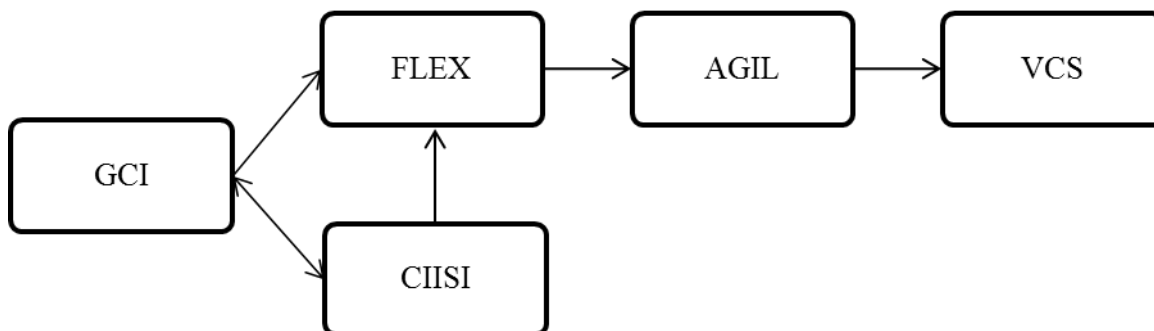 FLEX
AGIL
VCS
GCI
CIISI